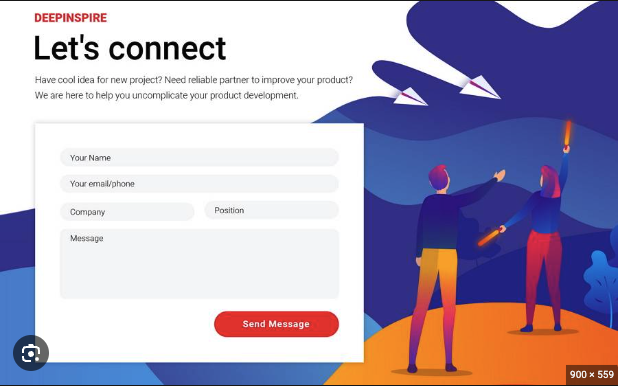 DEEPINSPIRE
Let's connect
Have cool idea for new project? Need reliable partner to improve your product?
We are here to help you uncomplicate your product development.
Your Name
Your email/phone
Company
Position
Message
Send Message
900 × 559